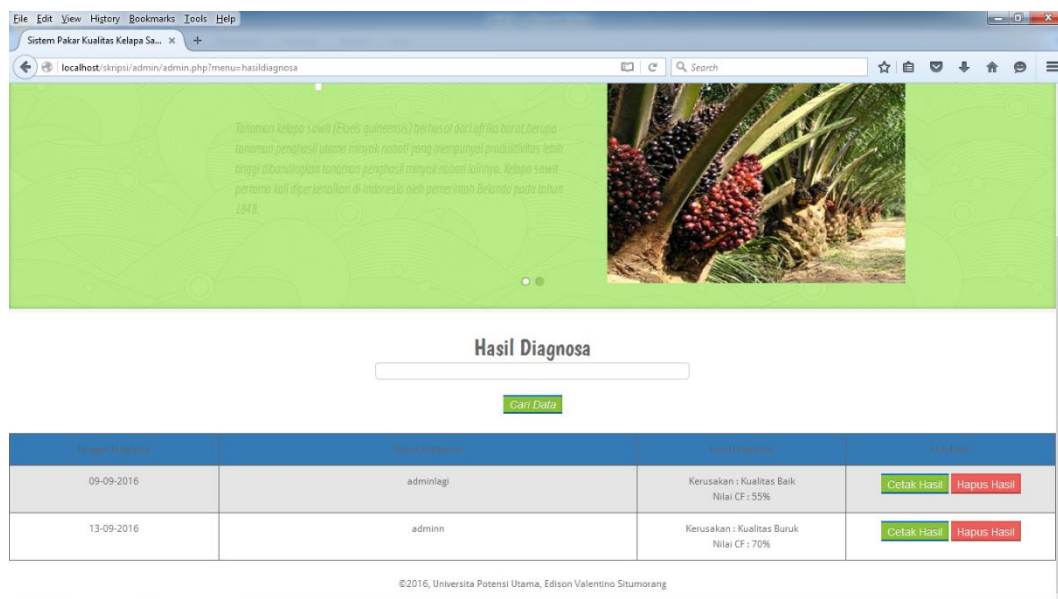 File Edit View History Bookmarks Tools Help
Sistem Pakar Kualitas Kelapa Sa... × +
localhost/skripsi/admin/admin.php?menu=hasildiagnosa
Search
Tanaman kelapa sawit (Elaeis guineensis) berhasal dari afrika barat,berupa
tanaman penghasil utama minyak nabati yang mempunyai produktivitas lebih
tinggi dibandingkan tanaman penghasil minyak nabati lainnya. Kelapa sawit
pertama kali diperkenalkan di Indonesia oleh pemerintah Belanda pada tahun
1848.
Hasil Diagnosa
Cari Data
09-09-2016 adminlagi Kerusakan : Kualitas Baik Cetak Hasil Hapus Hasil
Nilai CF : 55%
13-09-2016 adminn Kerusakan : Kualitas Buruk Cetak Hasil Hapus Hasil
Nilai CF : 70%
©2016, Universita Potensi Utama, Edison Valentino Situmorang